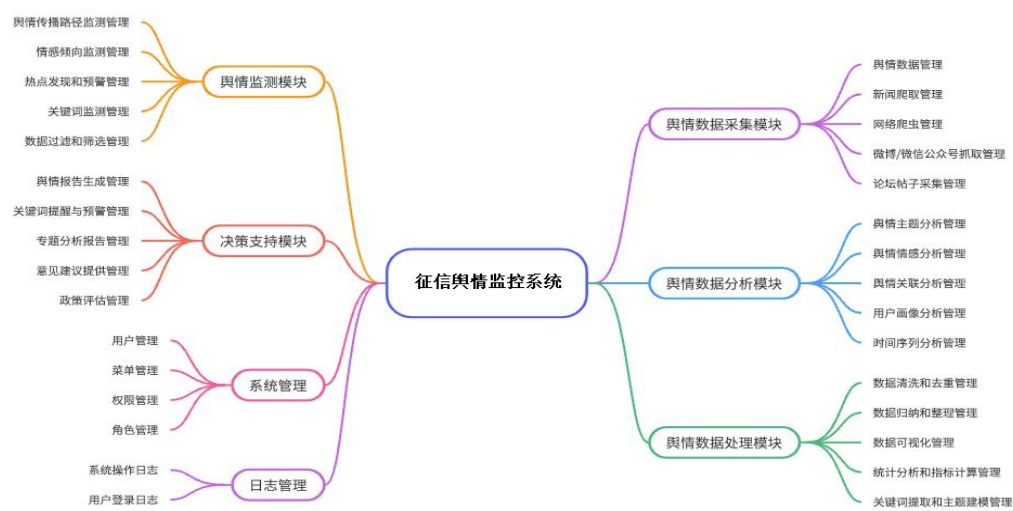 征信舆情监控系统
舆情监测模块
舆情传播路径监测管理
情感倾向监测管理
热点发现和预警管理
关键词监测管理
数据过滤和筛选管理
决策支持模块
舆情报告生成管理
关键词提醒与预警管理
专题分析报告管理
意见建议提供管理
政策评估管理
系统管理
用户管理
菜单管理
权限管理
角色管理
日志管理
系统操作日志
用户登录日志
舆情数据采集模块
舆情数据管理
新闻爬取管理
网络爬虫管理
微博/微信公众号抓取管理
论坛帖子采集管理
舆情数据分析模块
舆情主题分析管理
舆情情感分析管理
舆情关联分析管理
用户画像分析管理
时间序列分析管理
舆情数据处理模块
数据清洗和去重管理
数据归纳和整理管理
数据可视化管理
统计分析和指标计算管理
关键词提取和主题建模管理